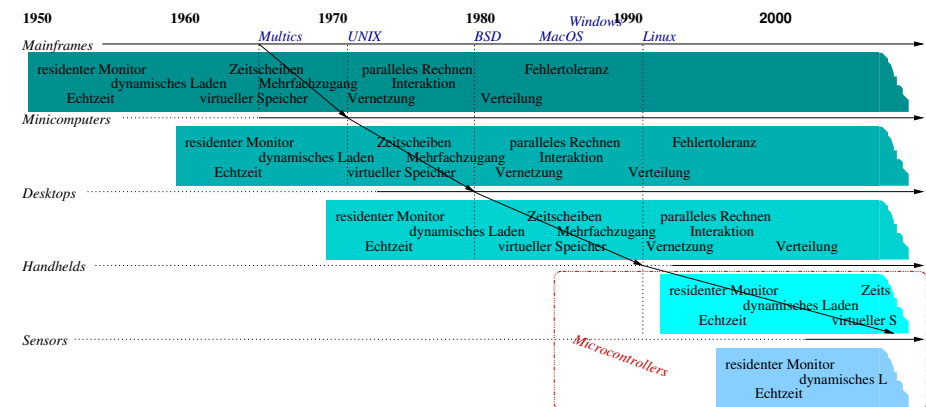 1950 1960 1970 1980 1990 2000
Windows
Multics UNIX BSD MacOS Linux
Mainframes
residenter Monitor Zeitscheiben paralleles Rechnen Fehlertoleranz
dynamisches Laden Mehrfachzugang Interaktion
Echtzeit virtueller Speicher Vernetzung Verteilung
Minicomputers
residenter Monitor Zeitscheiben paralleles Rechnen Fehlertoleranz
dynamisches Laden Mehrfachzugang Interaktion
Echtzeit virtueller Speicher Vernetzung Verteilung
Desktops
residenter Monitor Zeitscheiben paralleles Rechnen
dynamisches Laden Mehrfachzugang Interaktion
Echtzeit virtueller Speicher Vernetzung Verteilung
Handhelds
residenter Monitor Zeits
dynamisches Laden
Echtzeit virtueller S
Sensors
Microcontrollers
residenter Monitor
dynamisches L
Echtzeit